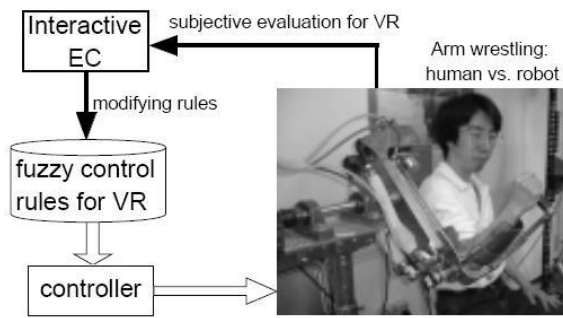 Interactive
EC
subjective evaluation for VR
Arm wrestling:
human vs. robot
modifying rules
fuzzy control
rules for VR
controller